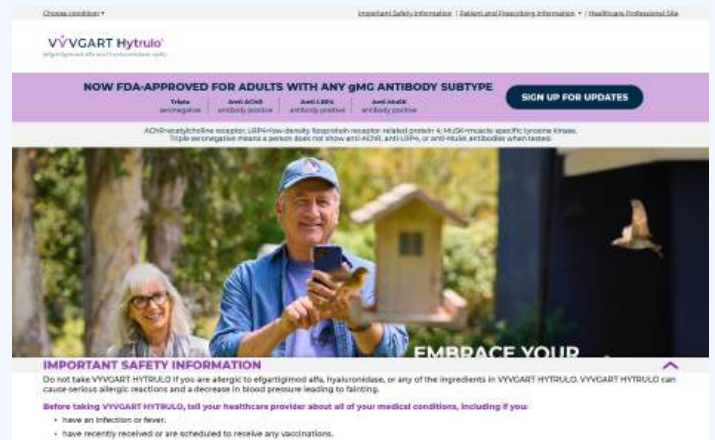 Choose condition
Important Safety Information | Patient and Prescribing Information | Healthcare Professional Site
VYVGART Hytrulo®
(efgartigimod alfa and hyaluronidase-qvfc)
NOW FDA-APPROVED FOR ADULTS WITH ANY gMG ANTIBODY SUBTYPE
SIGN UP FOR UPDATES
Triple seronegative | Anti-AChR antibody positive | Anti-LRP4 antibody positive | Anti-MuSK antibody positive
AChR=acetylcholine receptor; LRP4=low-density lipoprotein receptor-related protein 4; MuSK=muscle specific tyrosine kinase.
Triple seronegative means a person does not show anti-AChR, anti-LRP4, or anti-MuSK antibodies when tested.
EMBRACE YOUR
IMPORTANT SAFETY INFORMATION
Do not take VYVGART HYTRULO if you are allergic to efgartigimod alfa, hyaluronidase, or any of the ingredients in VYVGART HYTRULO. VYVGART HYTRULO can
cause serious allergic reactions and a decrease in blood pressure leading to fainting.
Before taking VYVGART HYTRULO, tell your healthcare provider about all of your medical conditions, including if you:
• have an infection or fever.
• have recently received or are scheduled to receive any vaccinations.